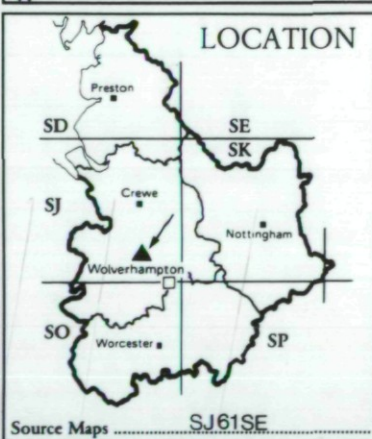 LOCATION
Preston
SD SE
SK
Crewe
SJ
Nottingham
Wolverhampton
SO SP
Worcester
Source Maps SJ61SE